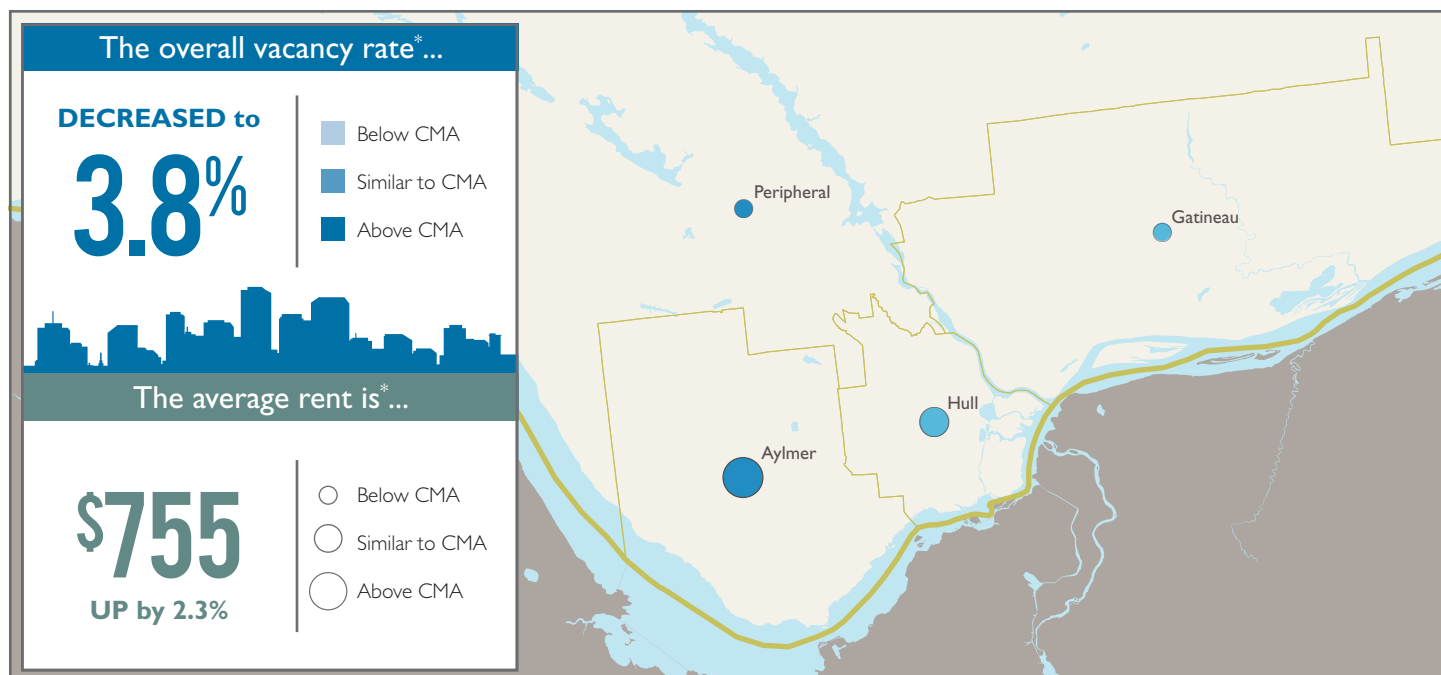 The overall vacancy rate*...
DECREASED to
3.8%
Below CMA
Similar to CMA
Above CMA
The average rent is*...
$755
UP by 2.3%
Below CMA
Similar to CMA
Above CMA
Peripheral
Gatineau
Hull
Aylmer